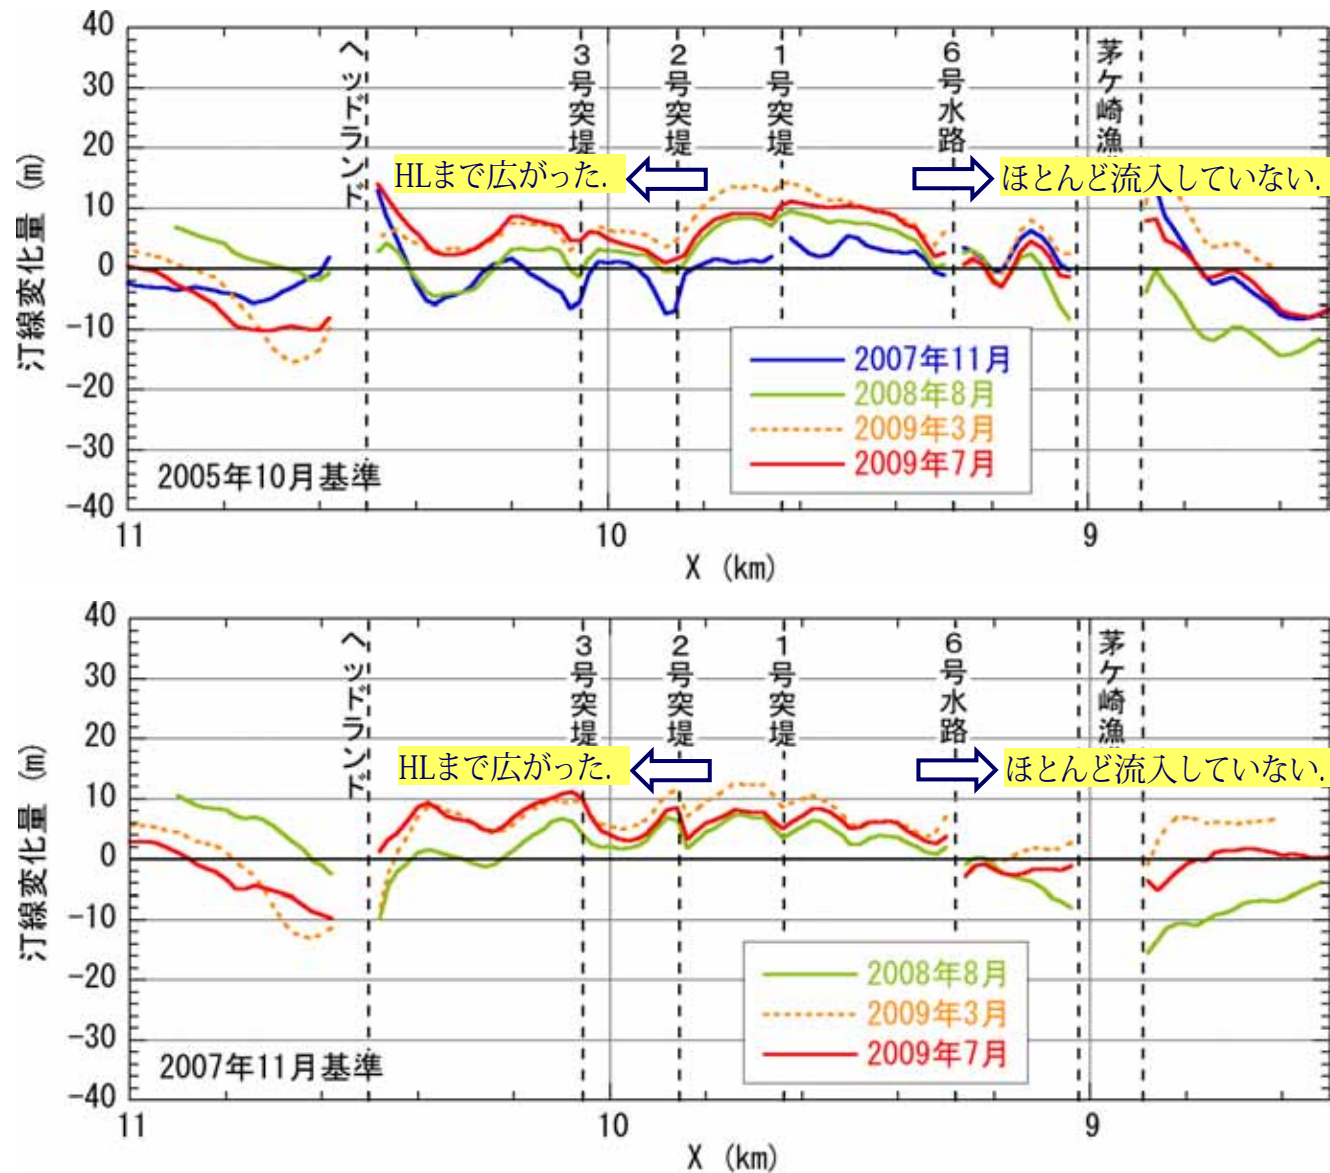 40
30
20
10
0
-10
-20
-30
-40
汀線変化量 (m)
ヘッドランド
3号突堤
2号突堤
1号突堤
6号水路
茅ケ崎漁
HLまで広がった.
ほとんど流入していない.
2007年11月
2008年8月
2009年3月
2009年7月
2005年10月基準
11
10
9
X (km)
40
30
20
10
0
-10
-20
-30
-40
汀線変化量 (m)
ヘッドランド
3号突堤
2号突堤
1号突堤
6号水路
茅ケ崎漁
HLまで広がった.
ほとんど流入していない.
2008年8月
2009年3月
2009年7月
2007年11月基準
11
10
9
X (km)